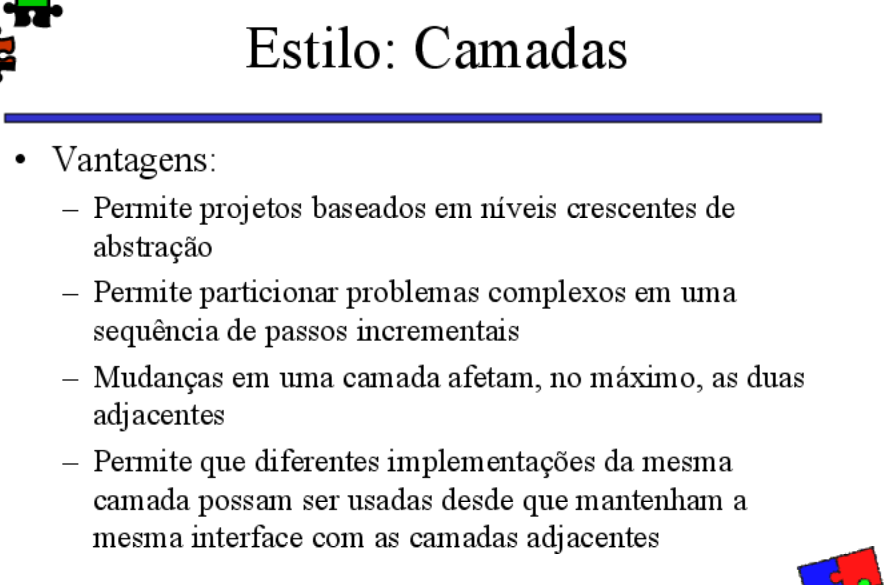 Estilo: Camadas
• Vantagens:
– Permite projetos baseados em níveis crescentes de
abstração
– Permite particionar problemas complexos em uma
sequência de passos incrementais
– Mudanças em uma camada afetam, no máximo, as duas
adjacentes
– Permite que diferentes implementações da mesma
camada possam ser usadas desde que mantenham a
mesma interface com as camadas adjacentes